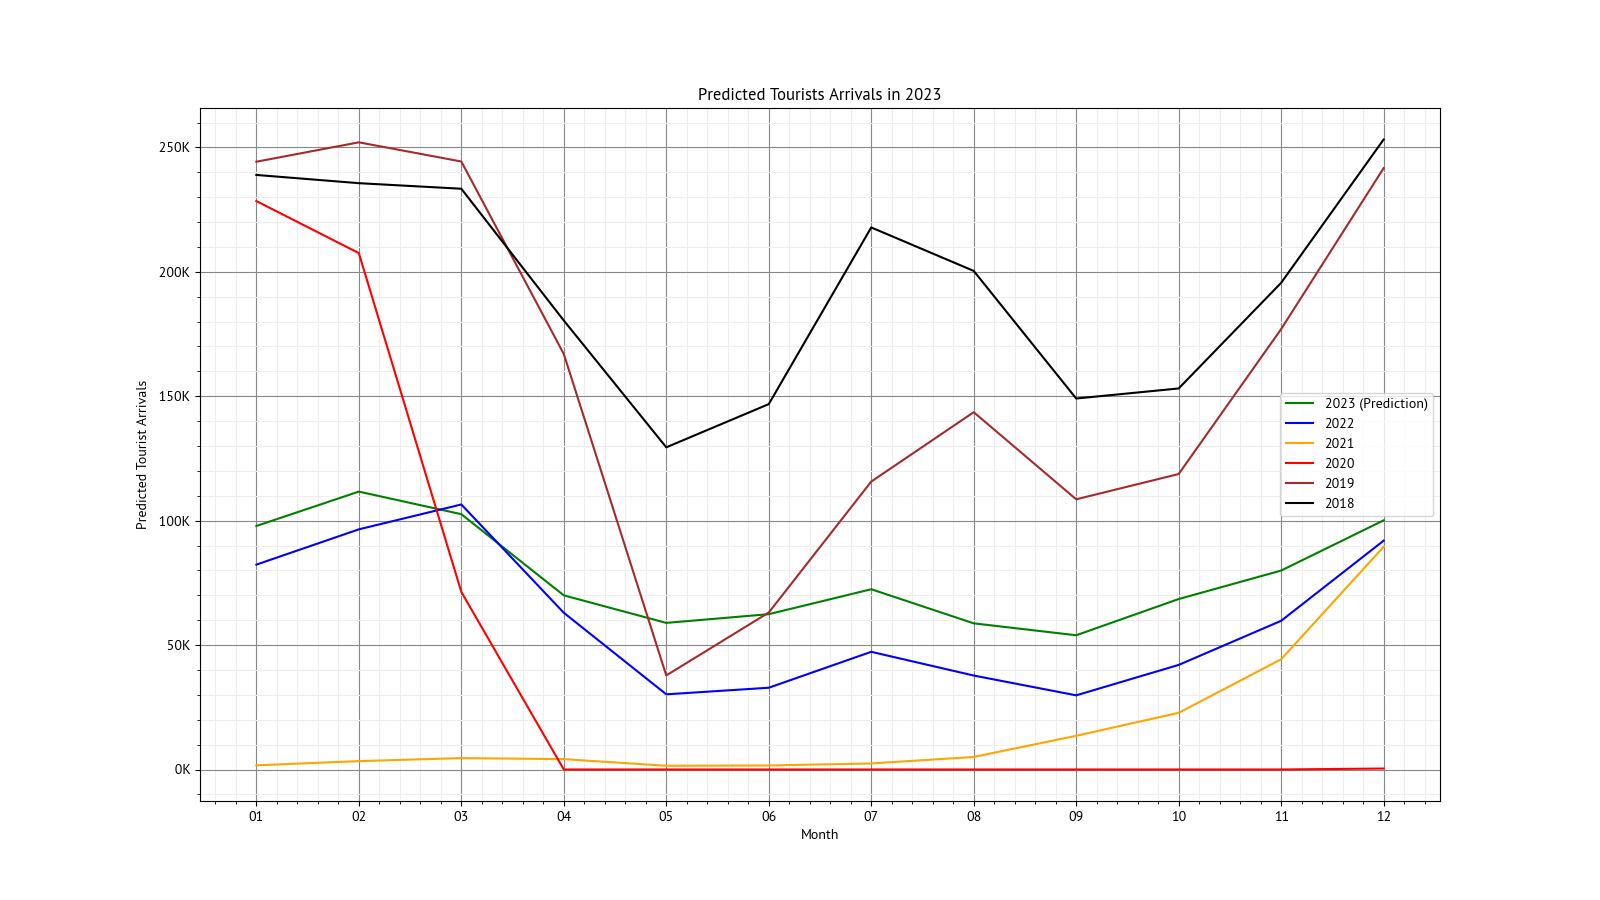 Predicted Tourists Arrivals in 2023
Predicted Tourist Arrivals
250K
200K
150K
100K
50K
0K
2023 (Prediction)
2022
2021
2020
2019
2018
01 02 03 04 05 06 07 08 09 10 11 12
Month